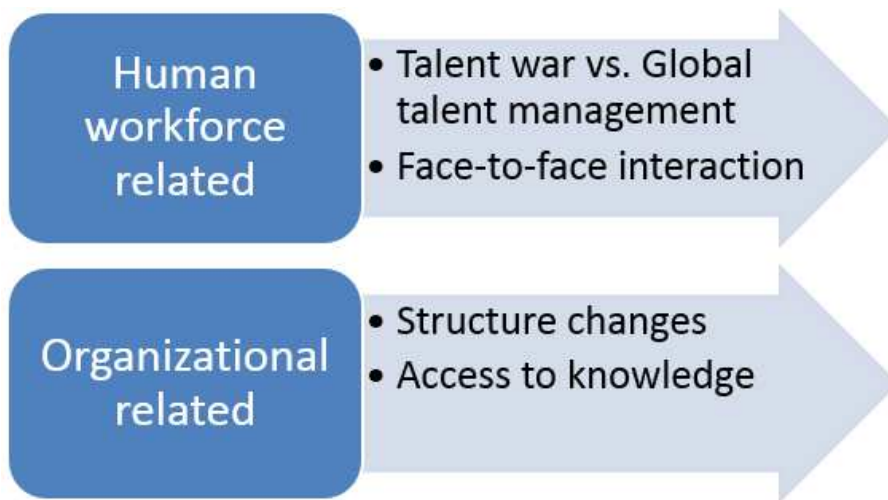 Human
workforce
related
• Talent war vs. Global
talent management
• Face-to-face interaction
Organizational
related
• Structure changes
• Access to knowledge